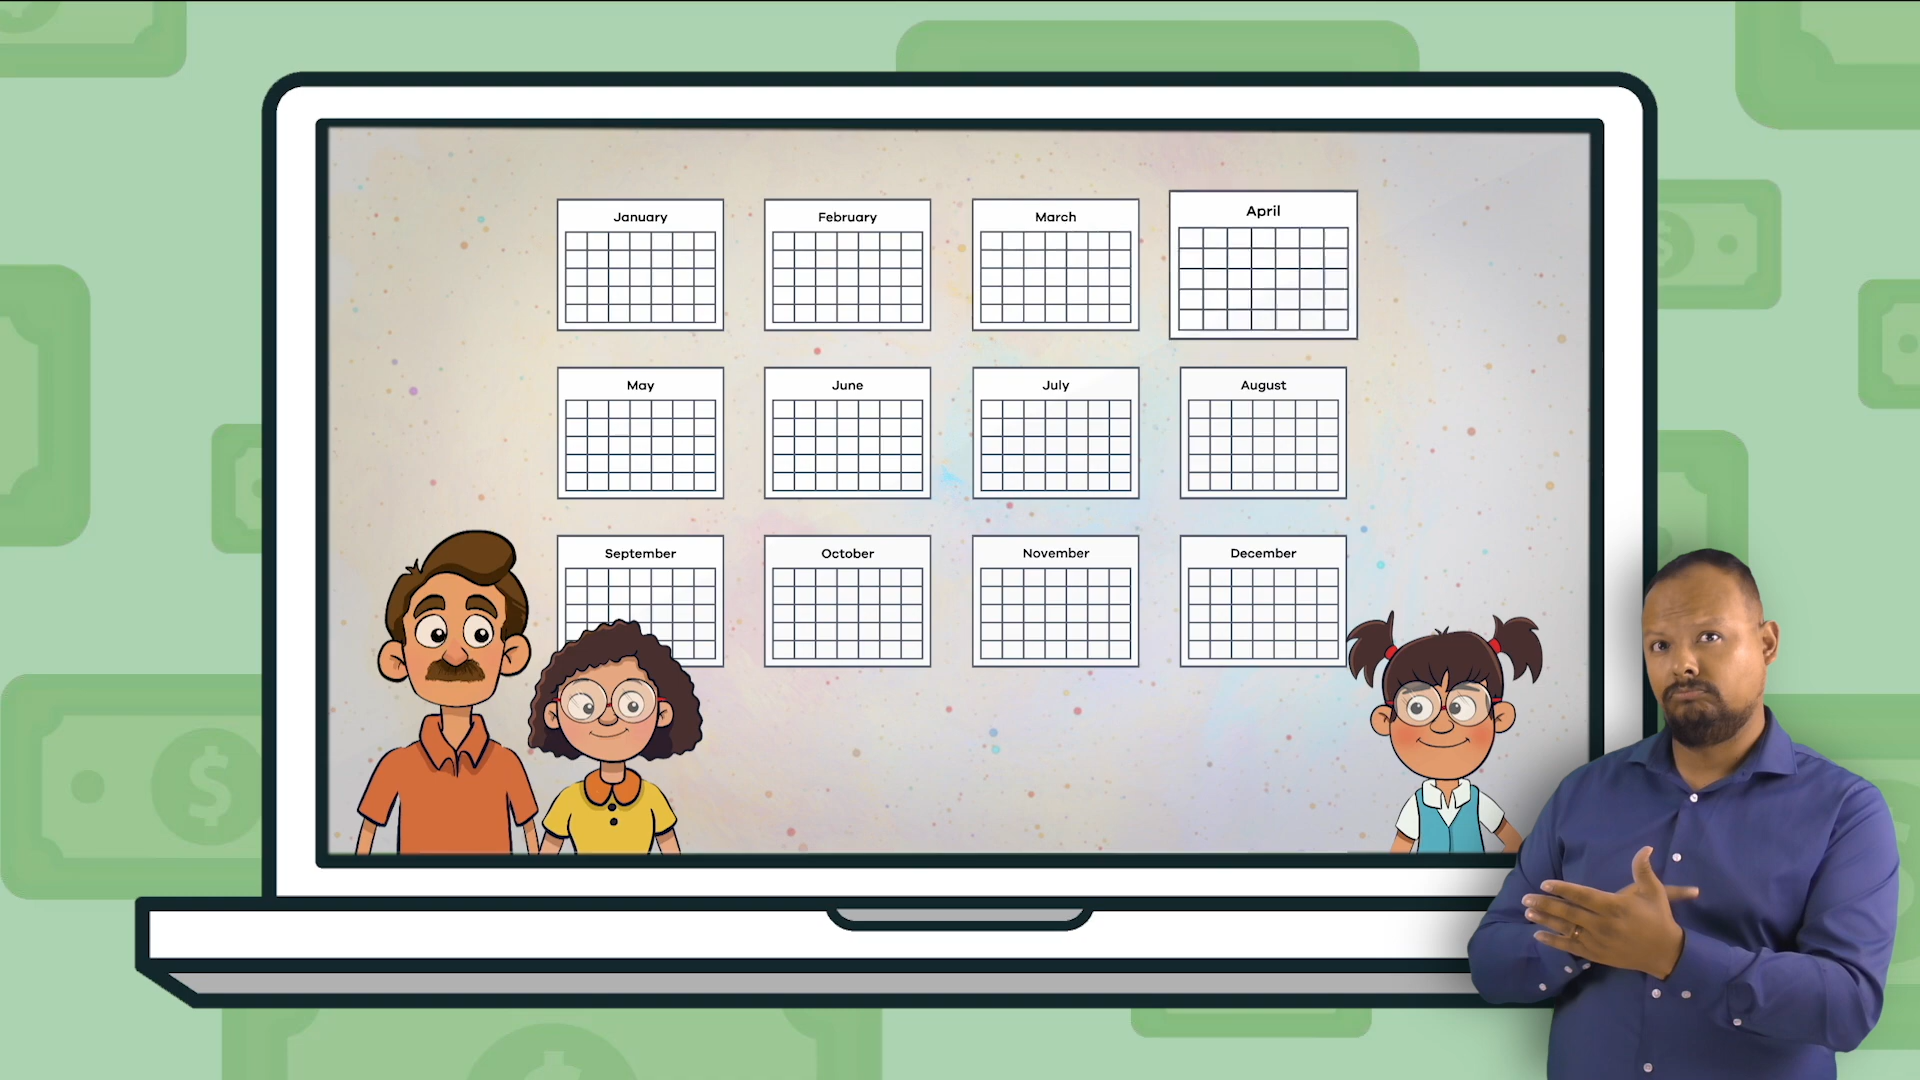 January
February
March
April
May
June
July
August
September
October
November
December
$
$